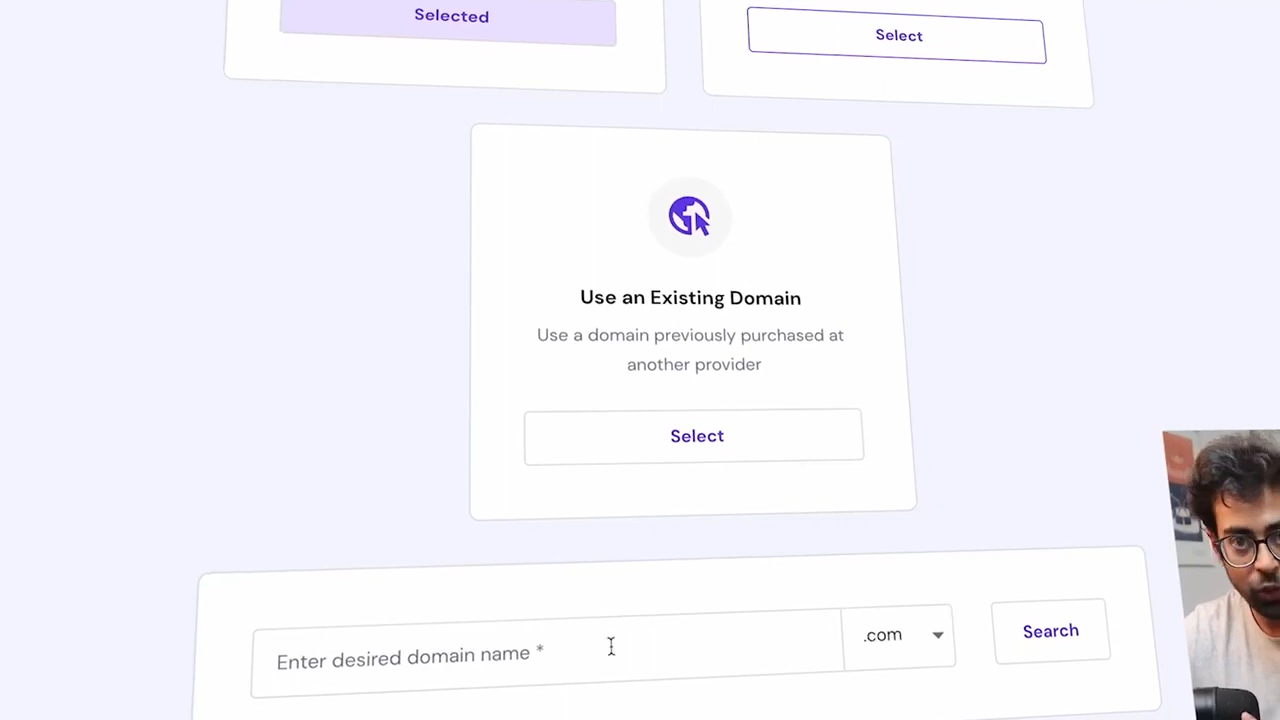 Selected
Select
Use an Existing Domain
Use a domain previously purchased at
another provider
Select
Enter desired domain name *
.com
Search